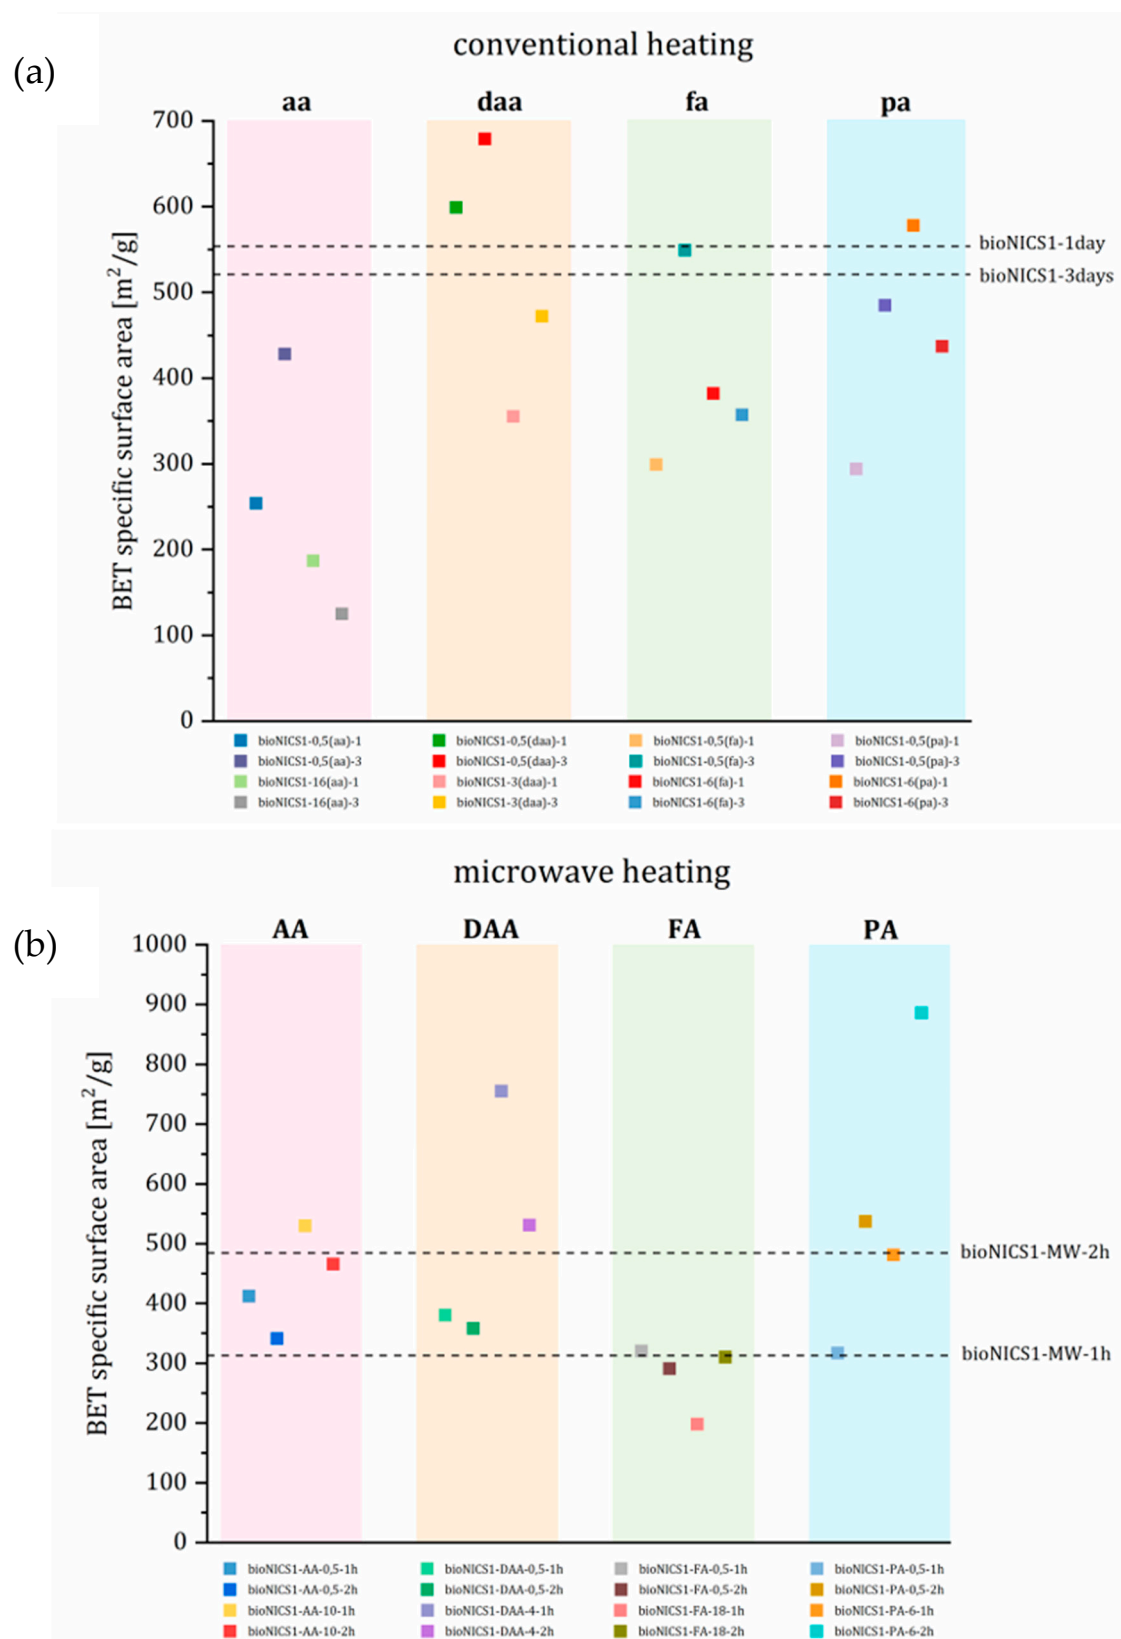 (a)
conventional heating
aa daa fa pa
700
600
500
400
300
200
100
0
BET specific surface area [m²/g]
bioNICS1-1day
bioNICS1-3days
bioNICS1-0,5(aa)-1 bioNICS1-0,5(daa)-1 bioNICS1-0,5(fa)-1 bioNICS1-0,5(pa)-1
bioNICS1-0,5(aa)-3 bioNICS1-0,5(daa)-3 bioNICS1-0,5(fa)-3 bioNICS1-0,5(pa)-3
bioNICS1-16(aa)-1 bioNICS1-3(daa)-1 bioNICS1-6(fa)-1 bioNICS1-6(pa)-1
bioNICS1-16(aa)-3 bioNICS1-3(daa)-3 bioNICS1-6(fa)-3 bioNICS1-6(pa)-3
(b)
microwave heating
AA DAA FA PA
1000
900
800
700
600
500
400
300
200
100
0
BET specific surface area [m²/g]
bioNICS1-MW-2h
bioNICS1-MW-1h
bioNICS1-AA-0,5-1h bioNICS1-DAA-0,5-1h bioNICS1-FA-0,5-1h bioNICS1-PA-0,5-1h
bioNICS1-AA-0,5-2h bioNICS1-DAA-0,5-2h bioNICS1-FA-0,5-2h bioNICS1-PA-0,5-2h
bioNICS1-AA-10-1h bioNICS1-DAA-4-1h bioNICS1-FA-18-1h bioNICS1-PA-6-1h
bioNICS1-AA-10-2h bioNICS1-DAA-4-2h bioNICS1-FA-18-2h bioNICS1-PA-6-2h